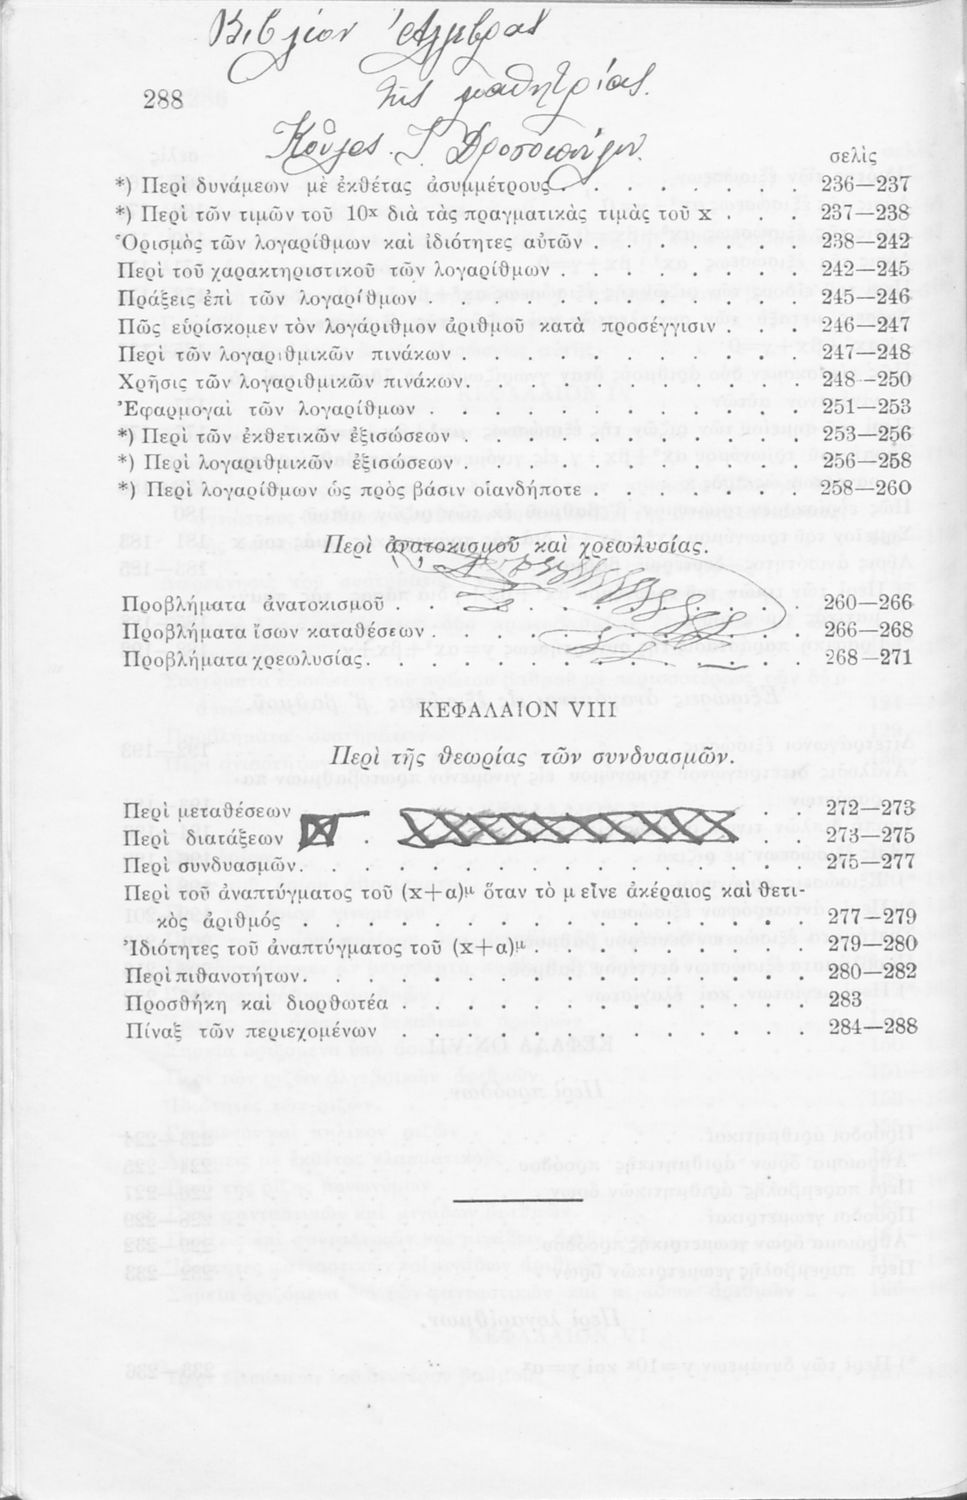 Βιβλίον Ἀλγεβρας
288
τῆς μαθητρίας.
σελὶς
*) Περὶ δυνάμεων μὲ ἐκθέτας ἀσυμμέτρους . . . . . . . 236—237
*) Περὶ τῶν τιμῶν τοῦ 10ˣ διὰ τὰς πραγματικὰς τιμὰς τοῦ x . . . 237—238
Ὁρισμὸς τῶν λογαρίθμων καὶ ἰδιότητες αὐτῶν . . . . . . . 238—242
Περὶ τοῦ χαρακτηριστικοῦ τῶν λογαρίθμων . . . . . . . . 242—245
Πράξεις ἐπὶ τῶν λογαρίθμων . . . . . . . . . . . . 245—246
Πῶς εὑρίσκομεν τὸν λογάριθμον ἀριθμοῦ κατὰ προσέγγισιν . . . 246—247
Περὶ τῶν λογαριθμικῶν πινάκων . . . . . . . . . . 247—248
Χρῆσις τῶν λογαριθμικῶν πινάκων. . . . . . . . . . . 248—250
Ἐφαρμογαὶ τῶν λογαρίθμων . . . . . . . . . . . . 251—253
*) Περὶ τῶν ἐκθετικῶν ἐξισώσεων . . . . . . . . . . . 253—256
*) Περὶ λογαριθμικῶν ἐξισώσεων . . . . . . . . . . . 256—258
*) Περὶ λογαρίθμων ὡς πρὸς βάσιν οἱανδήποτε . . . . . . . 258—260
Περὶ ἀνατοκισμοῦ καὶ χρεωλυσίας.
Προβλήματα ἀνατοκισμοῦ . . . . . . . . . . . . . 260—266
Προβλήματα ἴσων καταθέσεων . . . . . . . . . . . . 266—268
Προβλήματα χρεωλυσίας. . . . . . . . . . . . . . 268—271
ΚΕΦΑΛΑΙΟΝ VIII
Περὶ τῆς θεωρίας τῶν συνδυασμῶν.
Περὶ μεταθέσεων . . 272—273
Περὶ διατάξεων . . . 273—275
Περὶ συνδυασμῶν. . . . . . . . . . . . . . . . 275—277
Περὶ τοῦ ἀναπτύγματος τοῦ (x+α)ᵘ ὅταν τὸ μ εἶνε ἀκέραιος καὶ θετι-
κὸς ἀριθμός . . . . . . . . . . . . . . . . 277—279
Ἰδιότητες τοῦ ἀναπτύγματος τοῦ (x+α)ᵘ . . . . . . . . . 279—280
Περὶ πιθανοτήτων. . . . . . . . . . . . . . . . 280—282
Προσθήκη καὶ διορθωτέα . . . . . . . . . . . . 283
Πίναξ τῶν περιεχομένων . . . . . . . . . . . . . 284—288